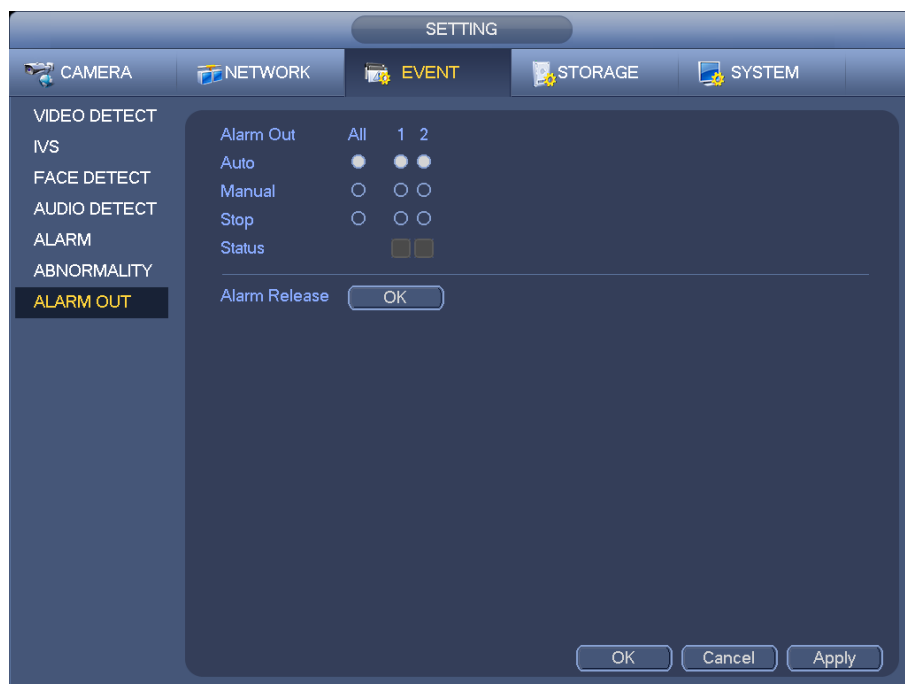 SETTING
CAMERA NETWORK EVENT STORAGE SYSTEM
VIDEO DETECT
IVS
FACE DETECT
AUDIO DETECT
ALARM
ABNORMALITY
ALARM OUT
Alarm Out All 1 2
Auto
Manual
Stop
Status
Alarm Release OK
OK Cancel Apply